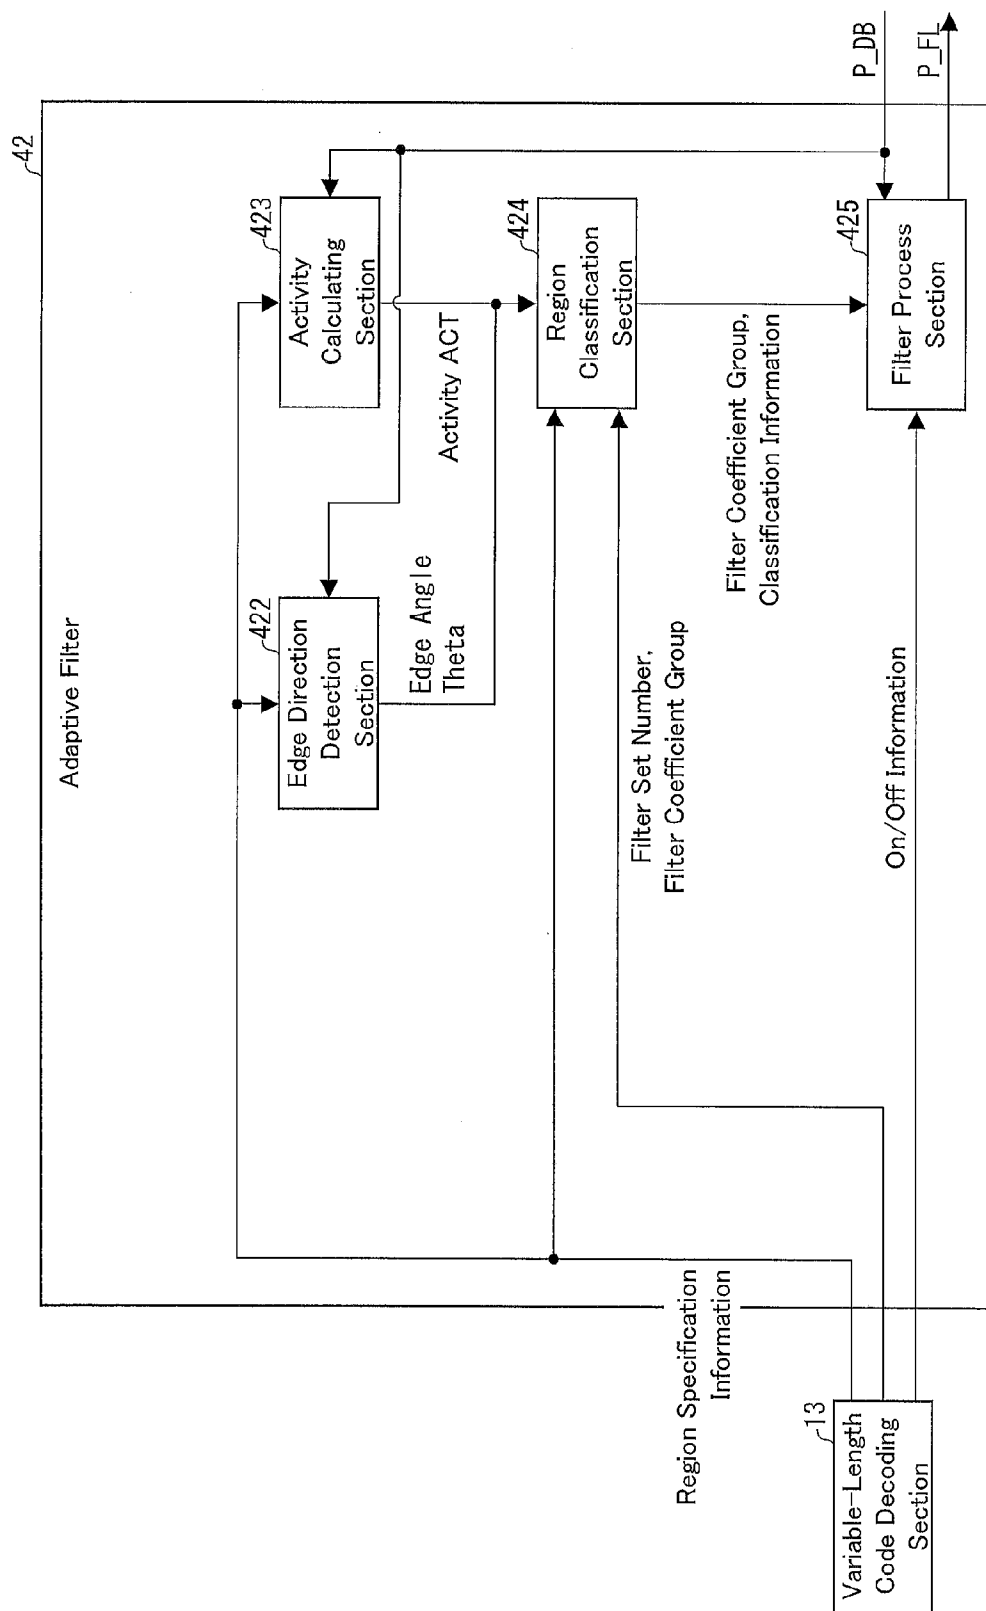 42
Adaptive Filter
422
Edge Direction
Detection
Section
423
Activity
Calculating
Section
Edge Angle
Theta
Activity ACT
424
Region
Classification
Section
Region Specification
Information
Filter Set Number,
Filter Coefficient Group
Filter Coefficient Group,
Classification Information
13
Variable-Length
Code Decoding
Section
On/Off Information
425
Filter Process
Section
P_DB
P_FL